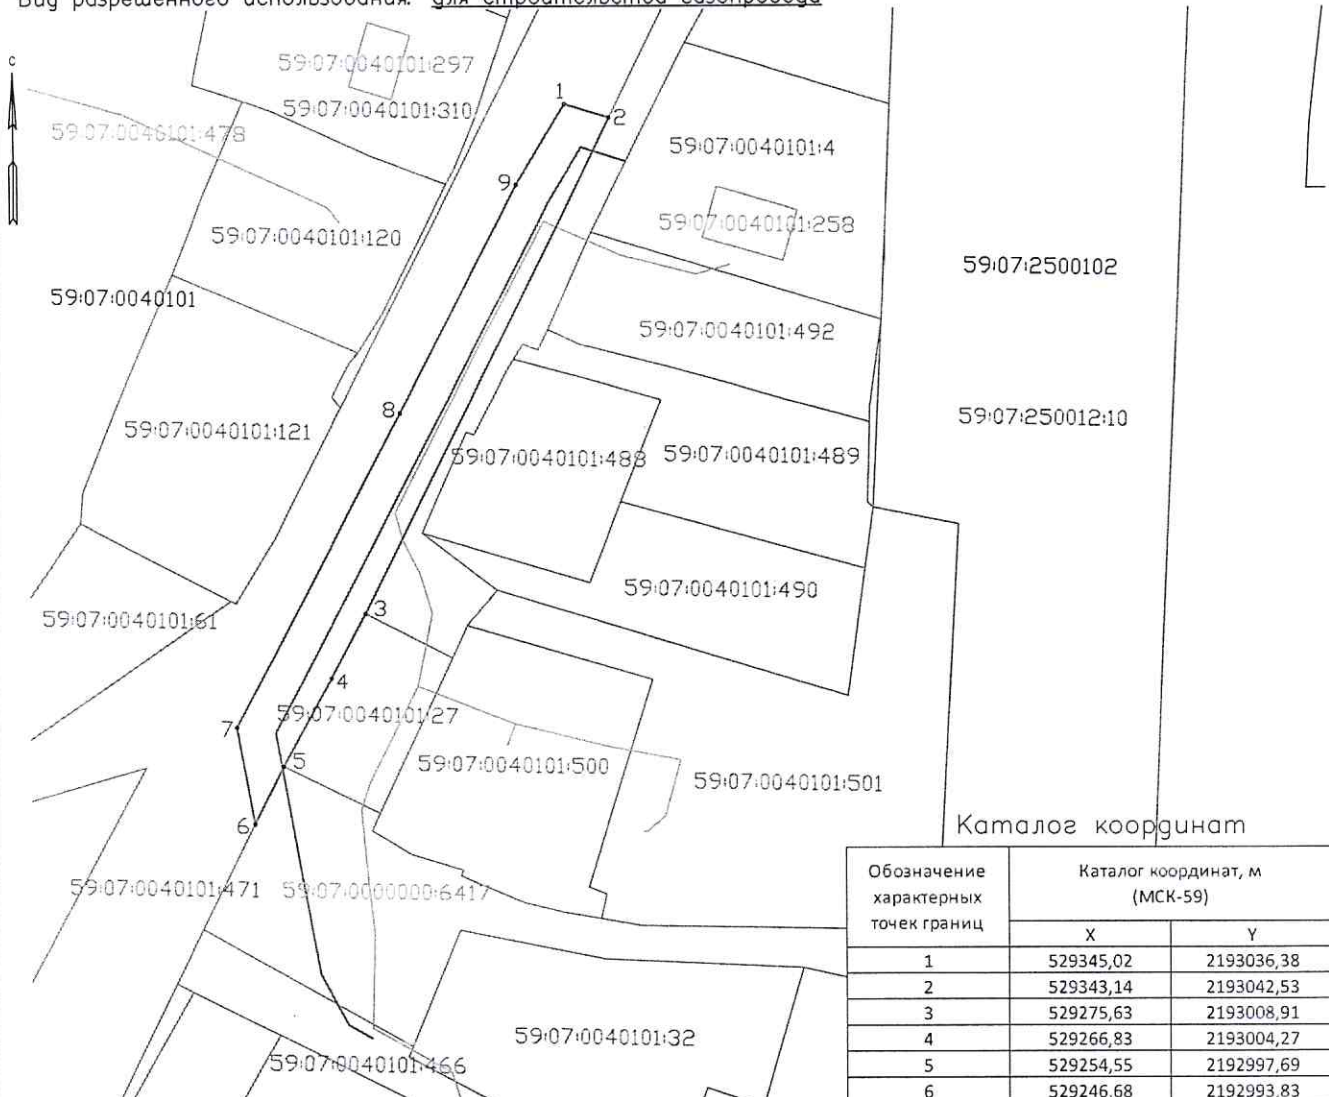 Вид разрешенного использования: для строительства газопровода
с
59:07:0040101:297
59:07:0040101:310
59:07:0040101:478
1
2
59:07:0040101:4
9
59:07:0040101:258
59:07:0040101:120
59:07:2500102
59:07:0040101
59:07:0040101:492
8
59:07:250012:10
59:07:0040101:121
59:07:0040101:488
59:07:0040101:489
59:07:0040101:490
3
59:07:0040101:61
4
59:07:0040101:27
7
5
59:07:0040101:500
59:07:0040101:501
6
59:07:0040101:471
59:07:0000000:6417
59:07:0040101:32
59:07:0040101:466
Каталог координат
Обозначение характерных точек границ
Каталог координат, м (МСК-59)
X Y
1 529345,02 2193036,38
2 529343,14 2193042,53
3 529275,63 2193008,91
4 529266,83 2193004,27
5 529254,55 2192997,69
6 529246,68 2192993,83